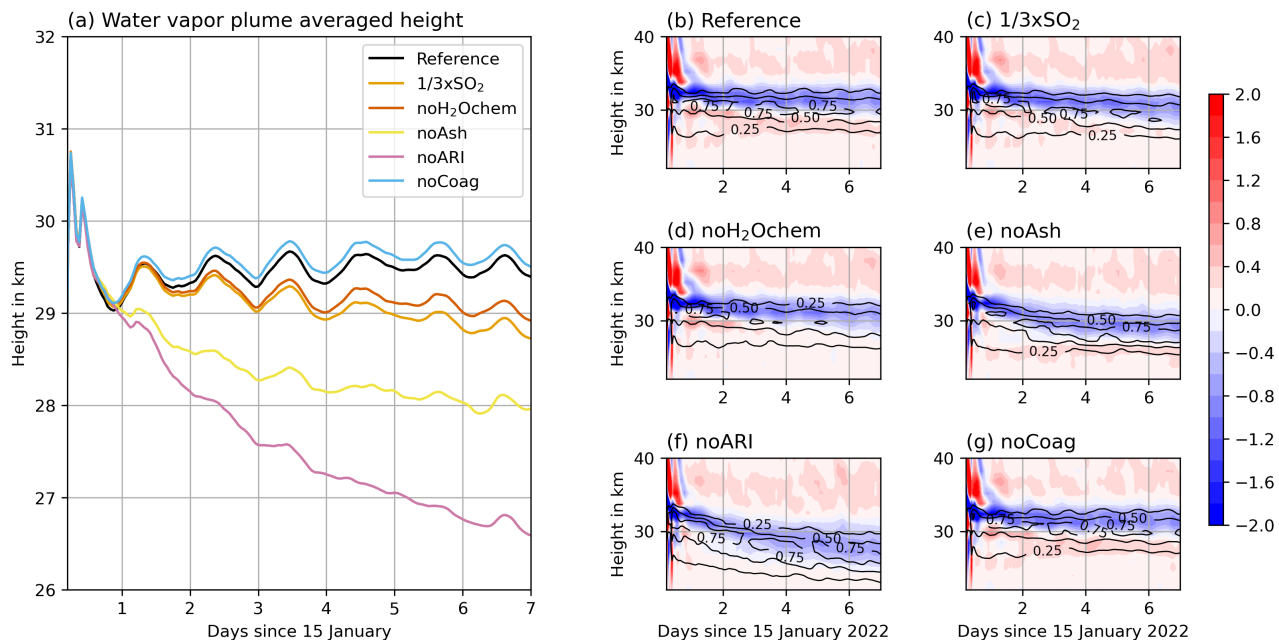 (a) Water vapor plume averaged height
32
31
30
29
28
27
26
Height in km
1 2 3 4 5 6 7
Days since 15 January
Reference
1/3xSO₂
noH₂Ochem
noAsh
noARI
noCoag
(b) Reference
40
30
Height in km
2 4 6
0.75 0.75
0.75 0.50
0.25
(c) 1/3xSO₂
40
30
2 4 6
0.75
0.50
0.25
(d) noH₂Ochem
40
30
Height in km
2 4 6
0.25
0.75 0.50
(e) noAsh
40
30
2 4 6
0.50
0.75
0.25
(f) noARI
40
30
Height in km
2 4 6
Days since 15 January 2022
0.25
0.50
0.75 0.75
0.75
(g) noCoag
40
30
2 4 6
Days since 15 January 2022
0.50
0.75 0.75 0.75
0.25
2.0
1.6
1.2
0.8
0.4
0.0
−0.4
−0.8
−1.2
−1.6
−2.0